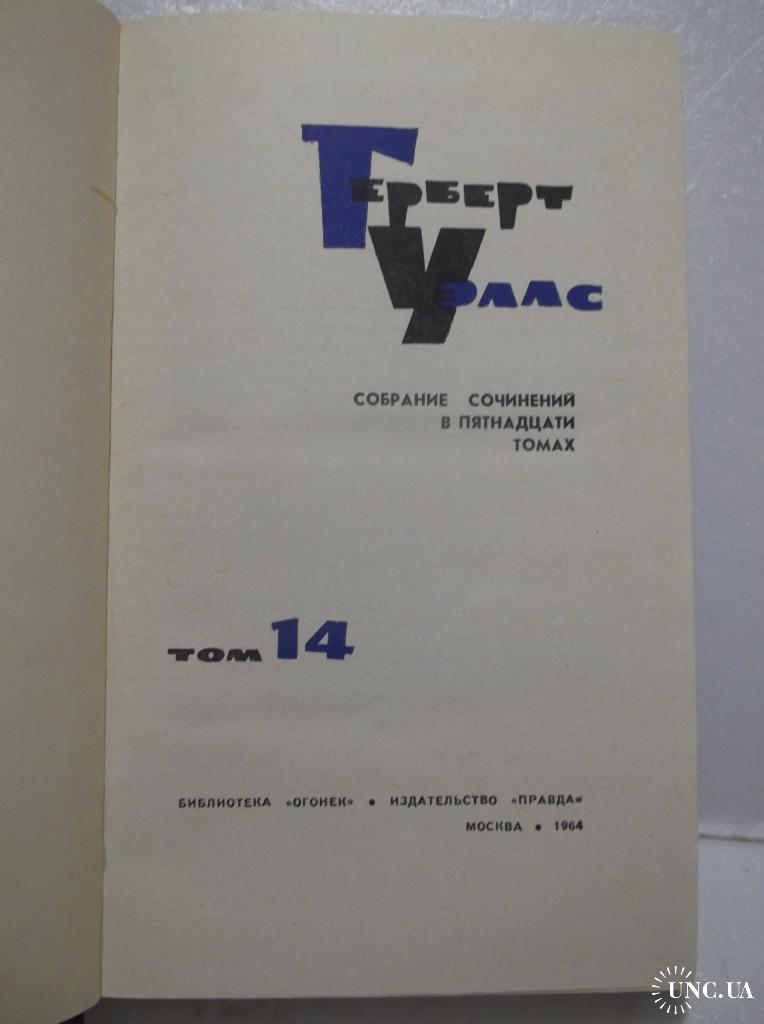 Герберт
Уэллс
СОБРАНИЕ СОЧИНЕНИЙ
В ПЯТНАДЦАТИ
ТОМАХ
ТОМ 14
БИБЛИОТЕКА «ОГОНЕК» • ИЗДАТЕЛЬСТВО «ПРАВДА»
МОСКВА • 1964
UNC.UA